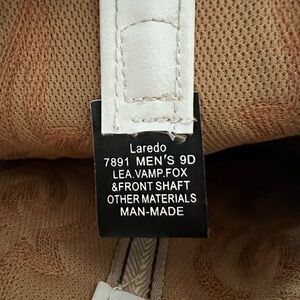 Laredo
7891 MEN'S 9D
LEA.VAMP.FOX
&FRONT SHAFT
OTHER MATERIALS
MAN-MADE